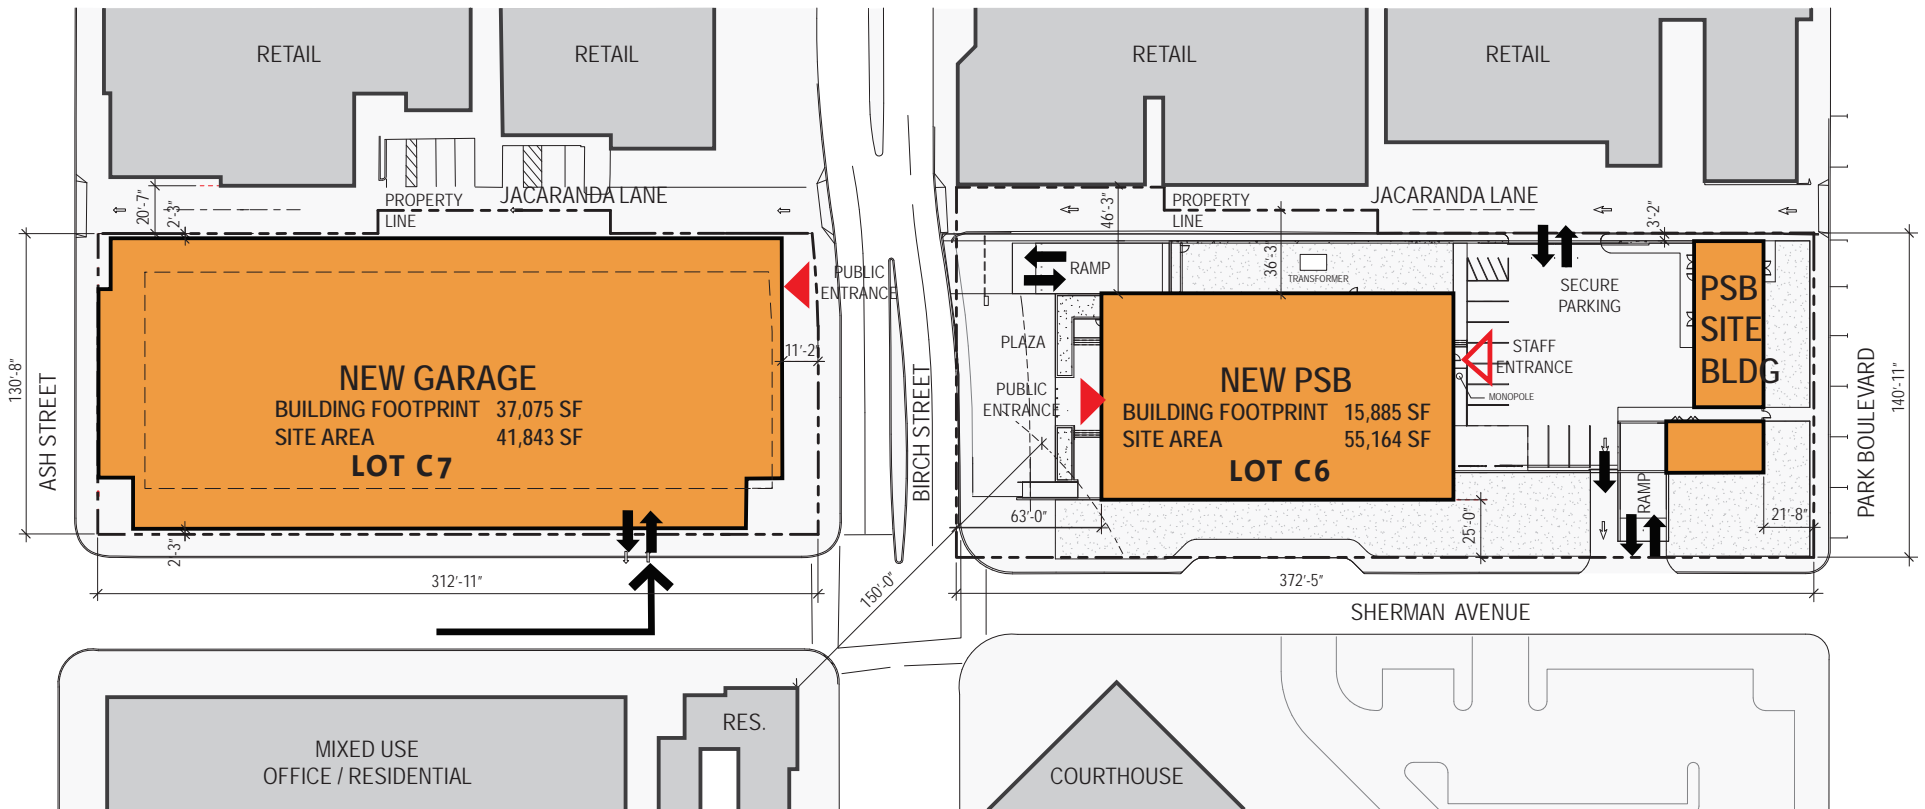 RETAIL
RETAIL
RETAIL
RETAIL
20'-7"
2'-3"
PROPERTY
LINE
JACARANDA LANE
46'-3"
PROPERTY
LINE
JACARANDA LANE
3'-2"
PUBLIC
ENTRANCE
RAMP
36'-3"
TRANSFORMER
SECURE
PARKING
PSB
SITE
BLDG
130'-8"
ASH STREET
11'-2"
NEW GARAGE
BUILDING FOOTPRINT 37,075 SF
SITE AREA 41,843 SF
LOT C7
BIRCH STREET
PLAZA
PUBLIC
ENTRANCE
NEW PSB
BUILDING FOOTPRINT 15,885 SF
SITE AREA 55,164 SF
LOT C6
STAFF
ENTRANCE
MONOPOLE
PARK BOULEVARD
140'-11"
2'-3"
63'-0"
25'-0"
RAMP
21'-8"
312'-11"
150'-0"
372'-5"
SHERMAN AVENUE
RES.
MIXED USE
OFFICE / RESIDENTIAL
COURTHOUSE